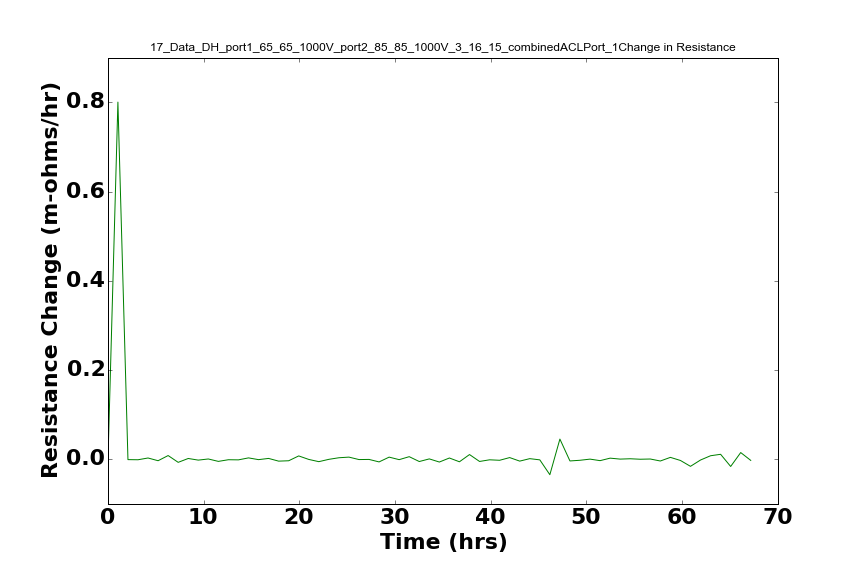 17_Data_DH_port1_65_65_1000V_port2_85_85_1000V_3_16_15_combinedACLPort_1Change in Resistance
Resistance Change (m-ohms/hr)
0.8
0.6
0.4
0.2
0.0
0 10 20 30 40 50 60 70
Time (hrs)